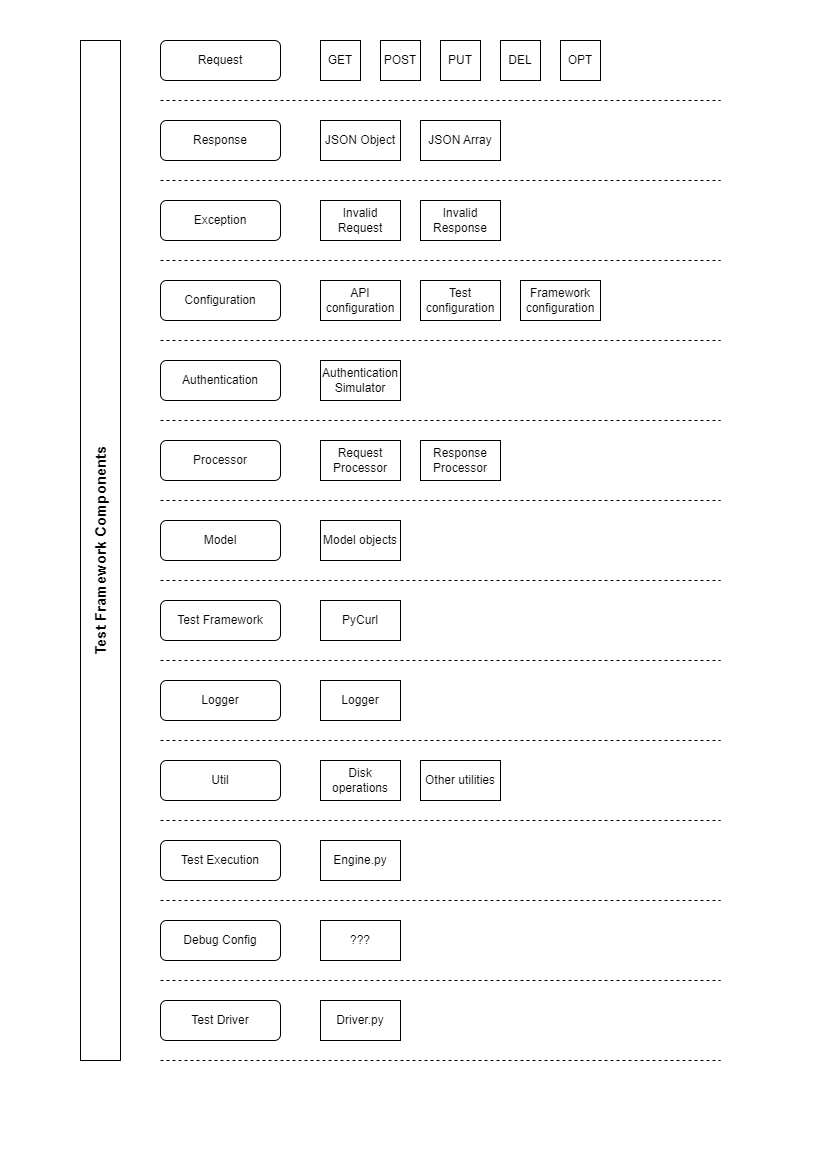 Test Framework Components
Request
GET
POST
PUT
DEL
OPT
Response
JSON Object
JSON Array
Exception
Invalid
Request
Invalid
Response
Configuration
API
configuration
Test
configuration
Framework
configuration
Authentication
Authentication
Simulator
Processor
Request
Processor
Response
Processor
Model
Model objects
Test Framework
PyCurl
Logger
Logger
Util
Disk
operations
Other utilities
Test Execution
Engine.py
Debug Config
???
Test Driver
Driver.py